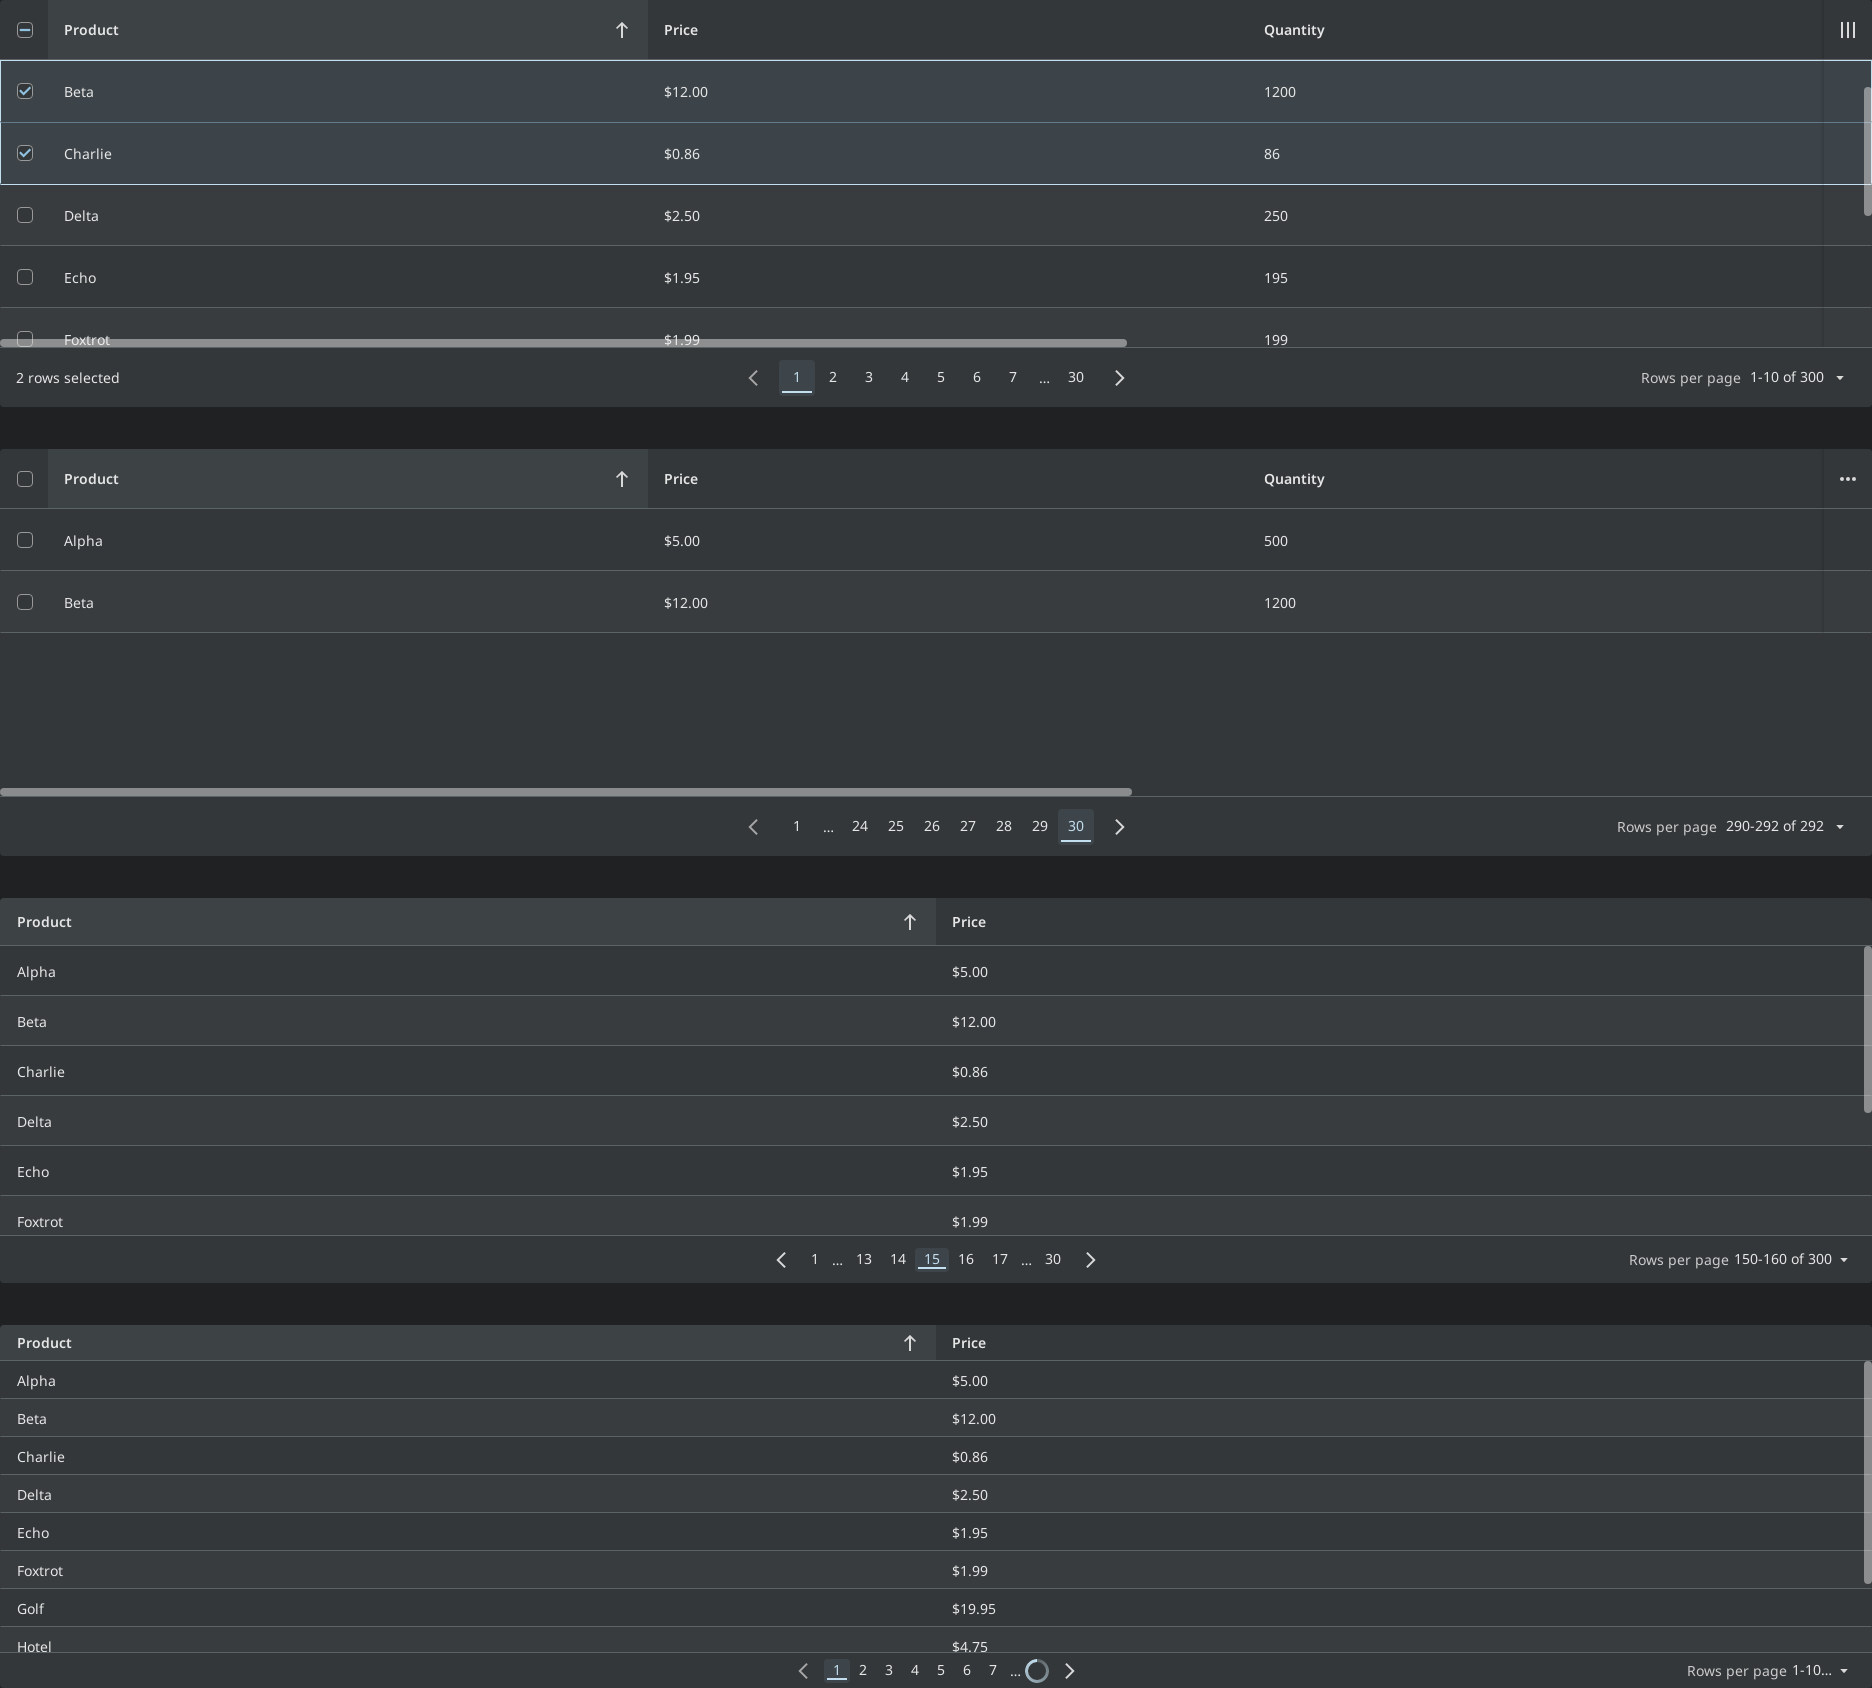 Product Price Quantity
Beta $12.00 1200
Charlie $0.86 86
Delta $2.50 250
Echo $1.95 195
Foxtrot $1.99 199
2 rows selected 1 2 3 4 5 6 7 ... 30 Rows per page 1-10 of 300
Product Price Quantity
Alpha $5.00 500
Beta $12.00 1200
1 ... 24 25 26 27 28 29 30 Rows per page 290-292 of 292
Product Price
Alpha $5.00
Beta $12.00
Charlie $0.86
Delta $2.50
Echo $1.95
Foxtrot $1.99
1 ... 13 14 15 16 17 ... 30 Rows per page 150-160 of 300
Product Price
Alpha $5.00
Beta $12.00
Charlie $0.86
Delta $2.50
Echo $1.95
Foxtrot $1.99
Golf $19.95
Hotel $4.75
1 2 3 4 5 6 7 ... Rows per page 1-10...